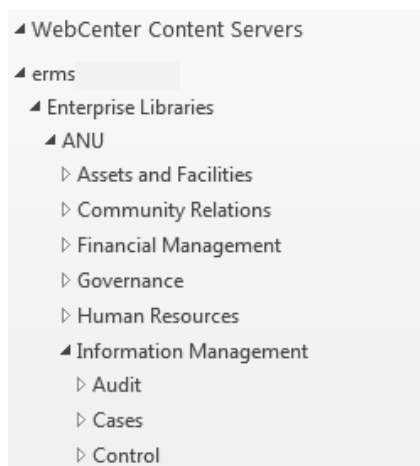 WebCenter Content Servers
erms
Enterprise Libraries
ANU
Assets and Facilities
Community Relations
Financial Management
Governance
Human Resources
Information Management
Audit
Cases
Control